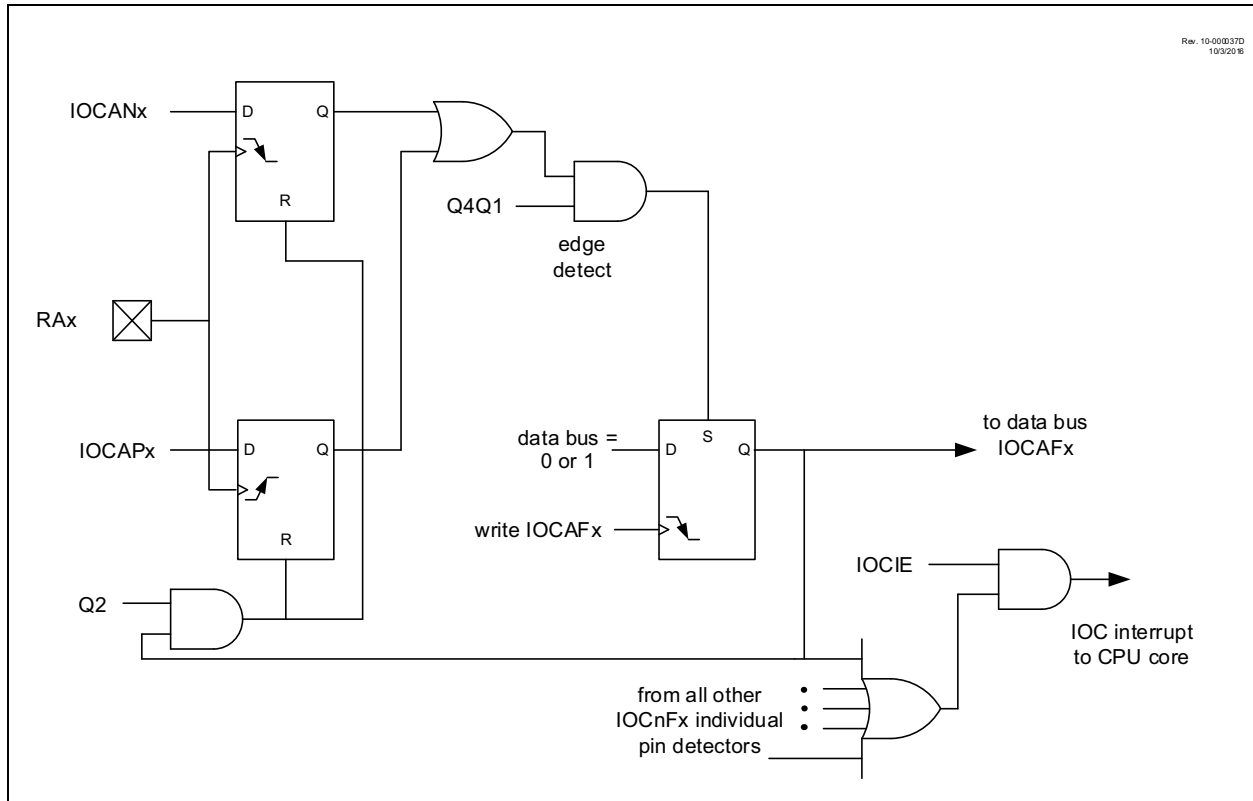 Rev. 10-000037D
10/3/2016
IOCANx
D
Q
R
Q4Q1
edge
detect
RAx
IOCAPx
D
Q
R
data bus =
0 or 1
S
D
Q
to data bus
IOCAFx
write IOCAFx
IOCIE
Q2
IOC interrupt
to CPU core
from all other
IOCnFx individual
pin detectors